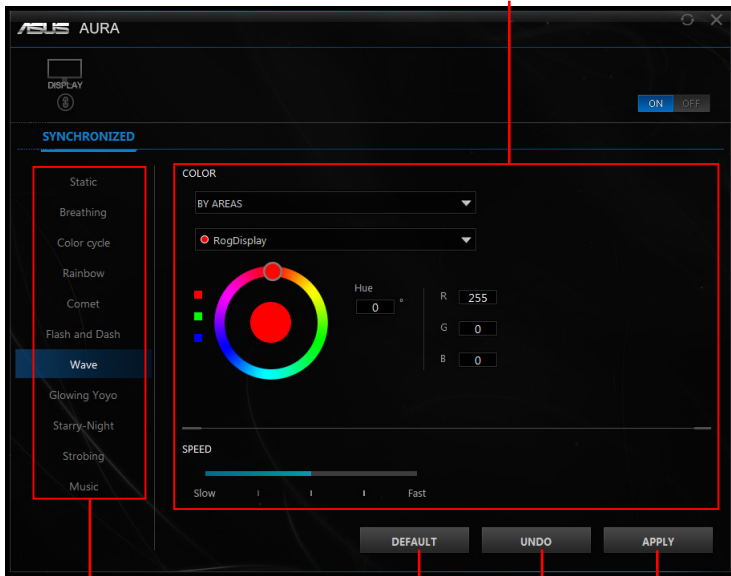 ASUS AURA
DISPLAY
ON OFF
SYNCHRONIZED
Static
Breathing
Color cycle
Rainbow
Comet
Flash and Dash
Wave
Glowing Yoyo
Starry-Night
Strobing
Music
COLOR
BY AREAS
RogDisplay
Hue
0 °
R 255
G 0
B 0
SPEED
Slow Fast
DEFAULT UNDO APPLY